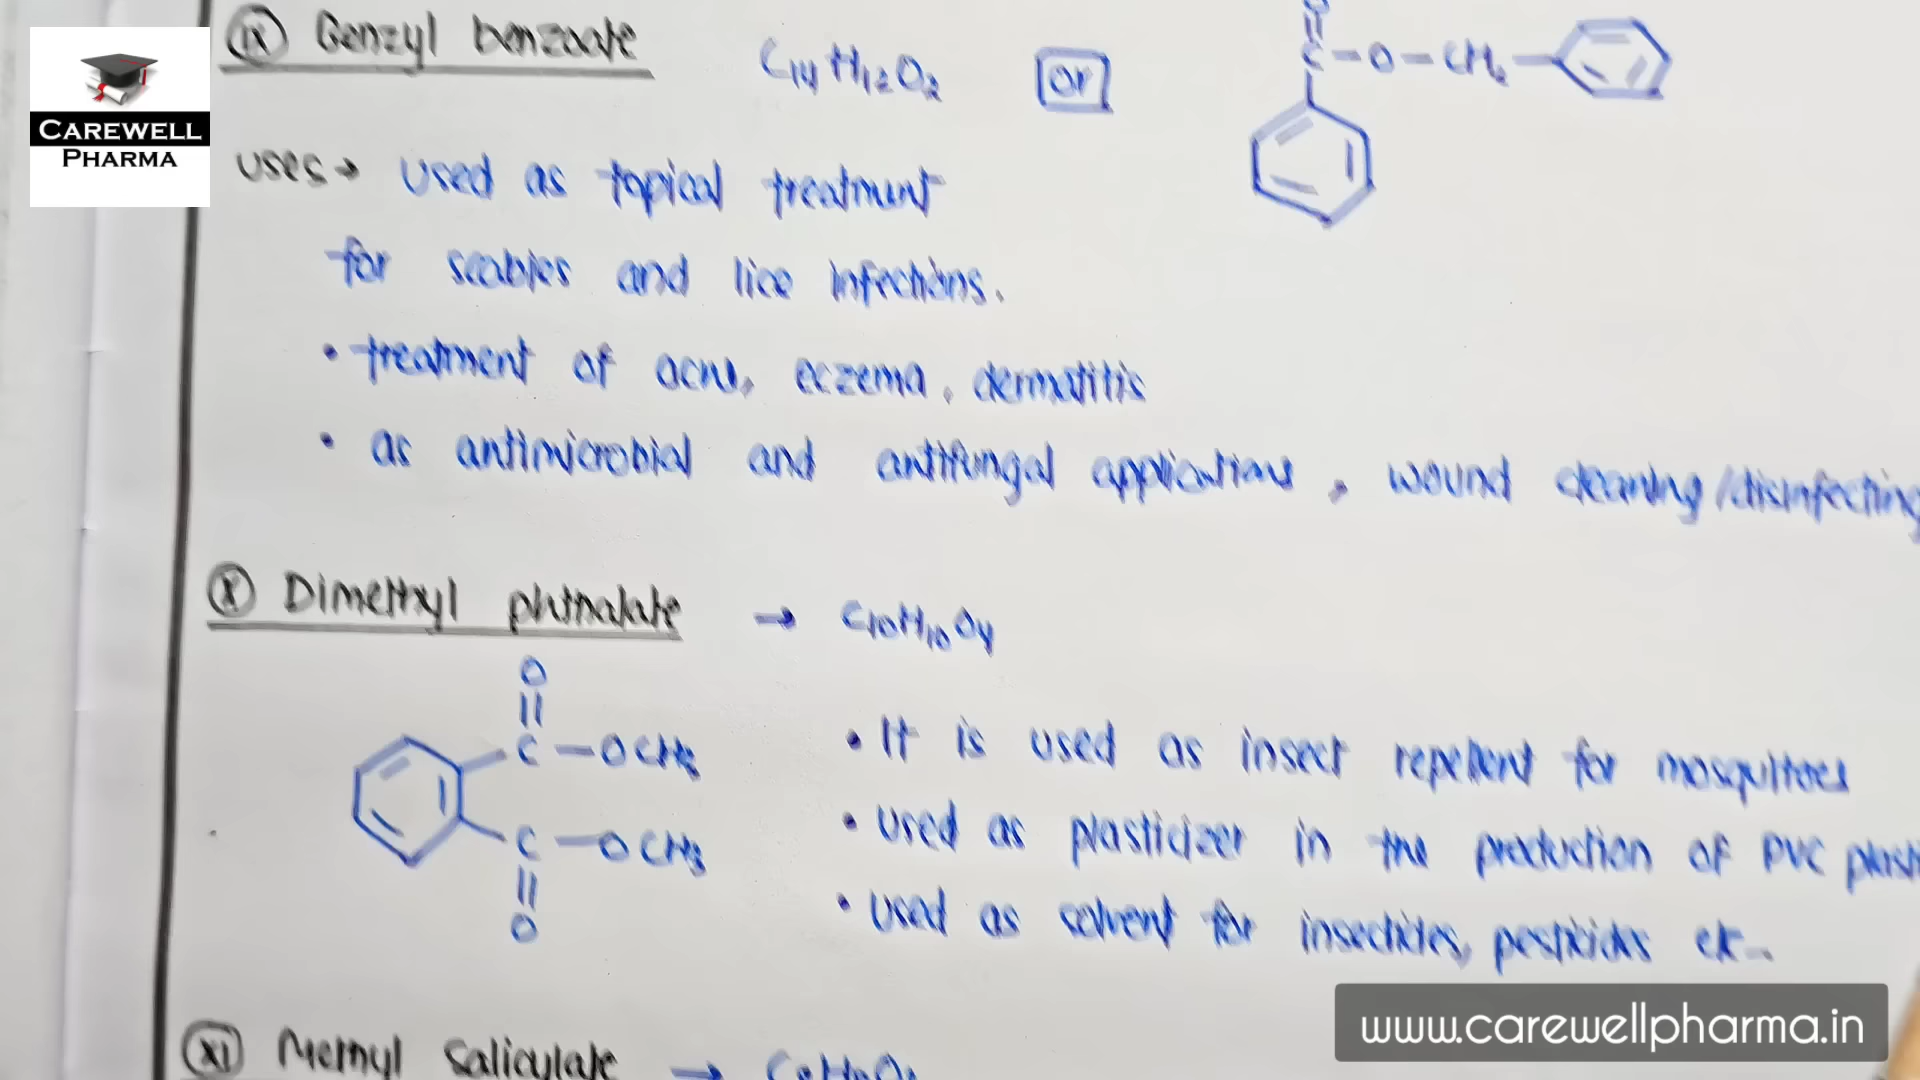 CAREWELL
PHARMA
(ix) Benzyl benzoate C14H12O2 or
O
C-O-CH2
uses→ used as topical treatment
for scabies and lice infections.
• treatment of acne, eczema, dermatitis
• as antimicrobial and antifungal applications, wound cleaning/disinfecting
(x) Dimethyl phthalate → C10H10O4
O
C-OCH3
C-OCH3
O
• It is used as insect repellent for mosquitoes
• used as plasticizer in the production of PVC
• used as solvent for insecticides, pesticides etc..
(xi) Methyl salicylate →
www.carewellpharma.in